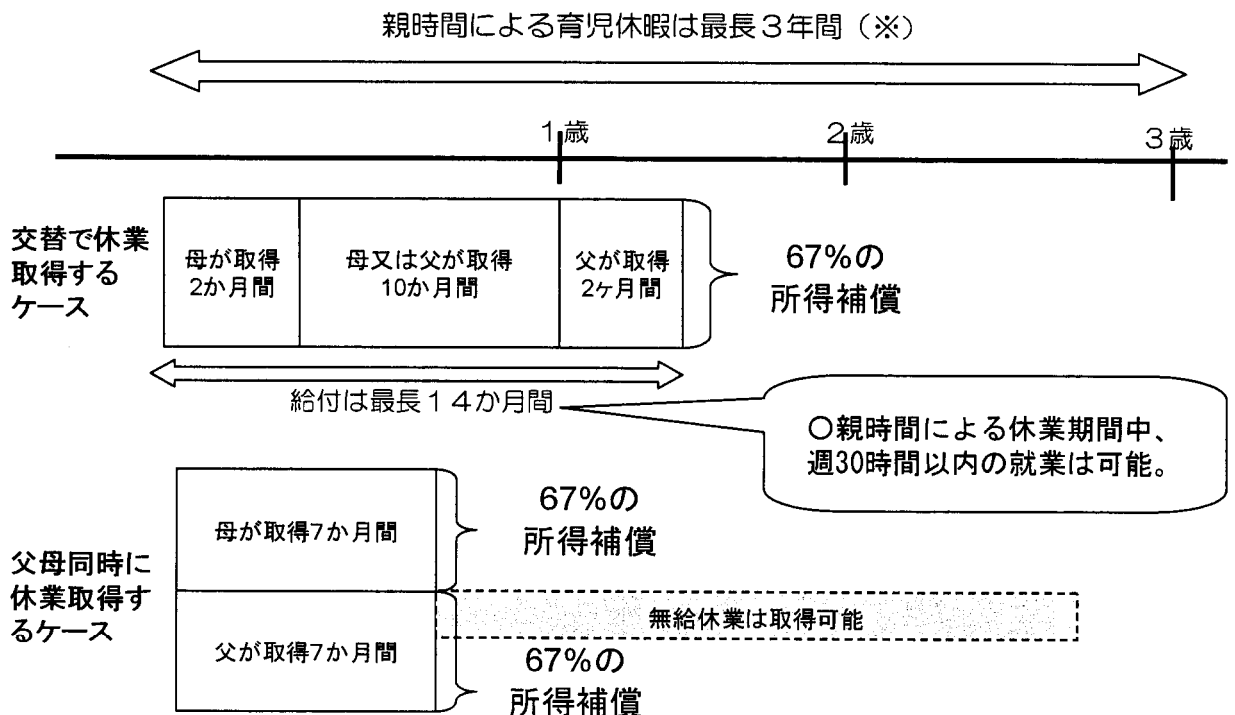 親時間による育児休暇は最長３年間（※）
１歳
２歳
３歳
交替で休業
取得する
ケース
母が取得
2か月間
母又は父が取得
10か月間
父が取得
2ヶ月間
67%の
所得補償
給付は最長１４か月間
○親時間による休業期間中、
週30時間以内の就業は可能。
父母同時に
休業取得す
るケース
母が取得7か月間
67%の
所得補償
無給休業は取得可能
父が取得7か月間
67%の
所得補償